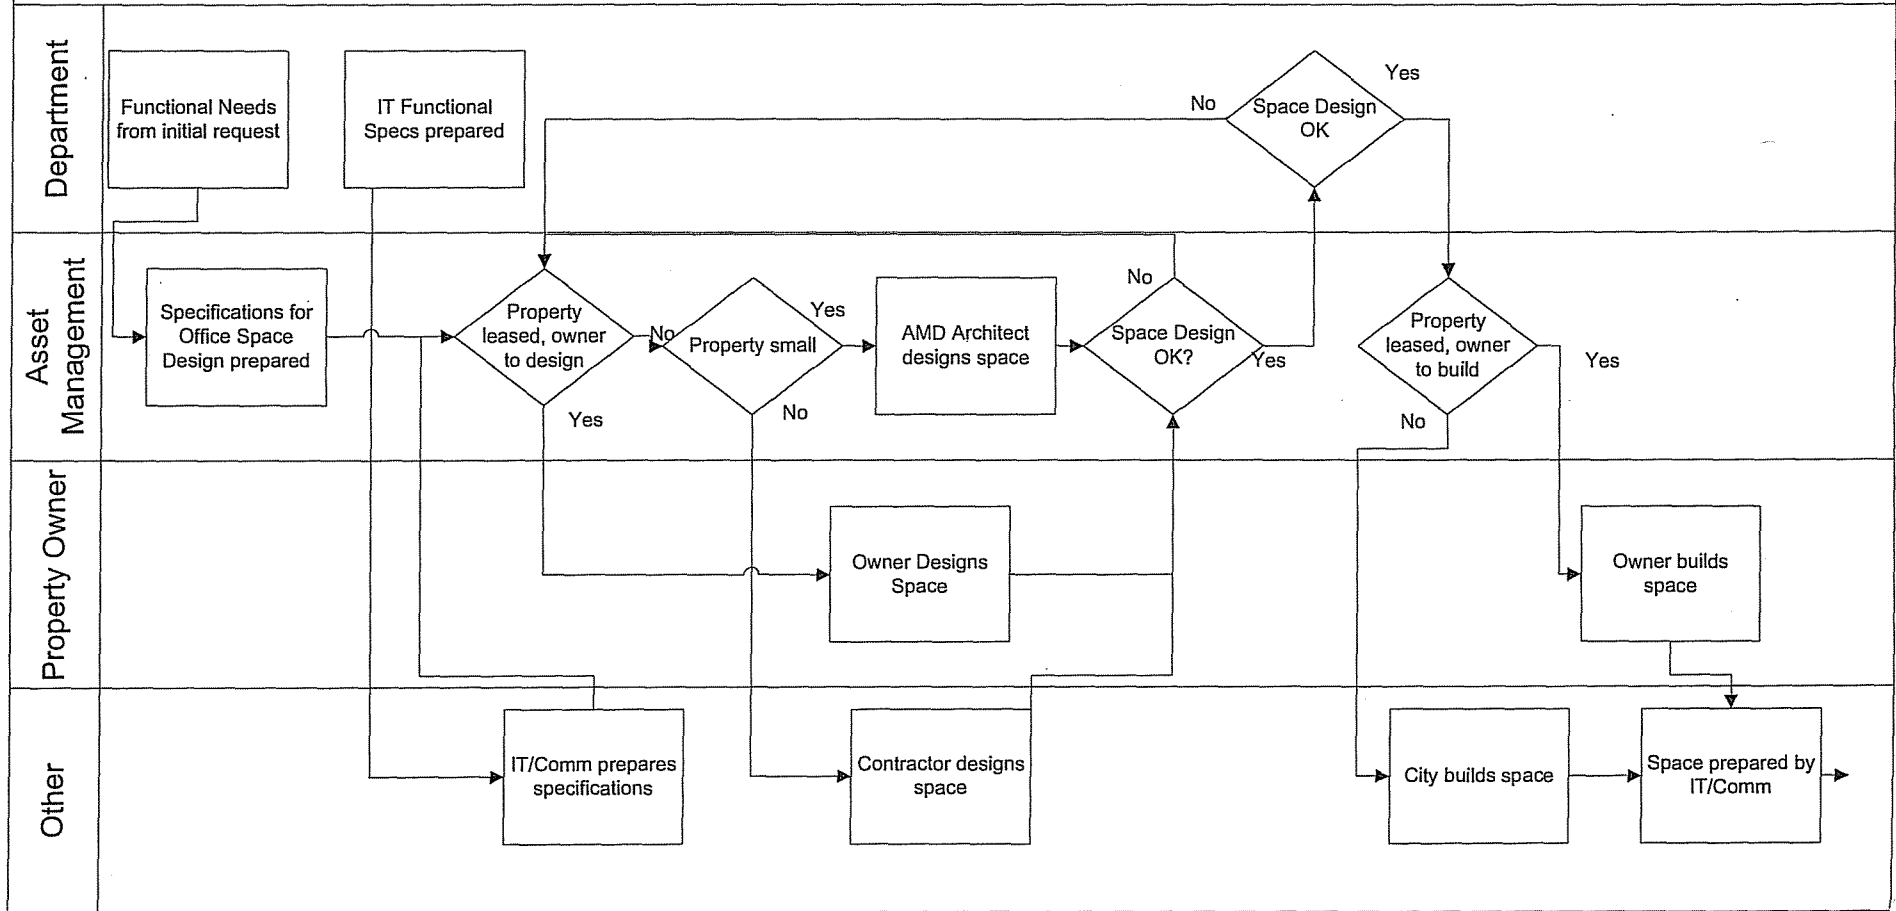 Department
Functional Needs
from initial request
IT Functional
Specs prepared
No
Space Design
OK
Yes
Asset
Management
Specifications for
Office Space
Design prepared
Property
leased, owner
to design
No
Yes
Property small
Yes
No
AMD Architect
designs space
No
Space Design
OK?
Yes
Property
leased, owner
to build
Yes
No
Property Owner
Owner Designs
Space
Owner builds
space
Other
IT/Comm prepares
specifications
Contractor designs
space
City builds space
Space prepared by
IT/Comm